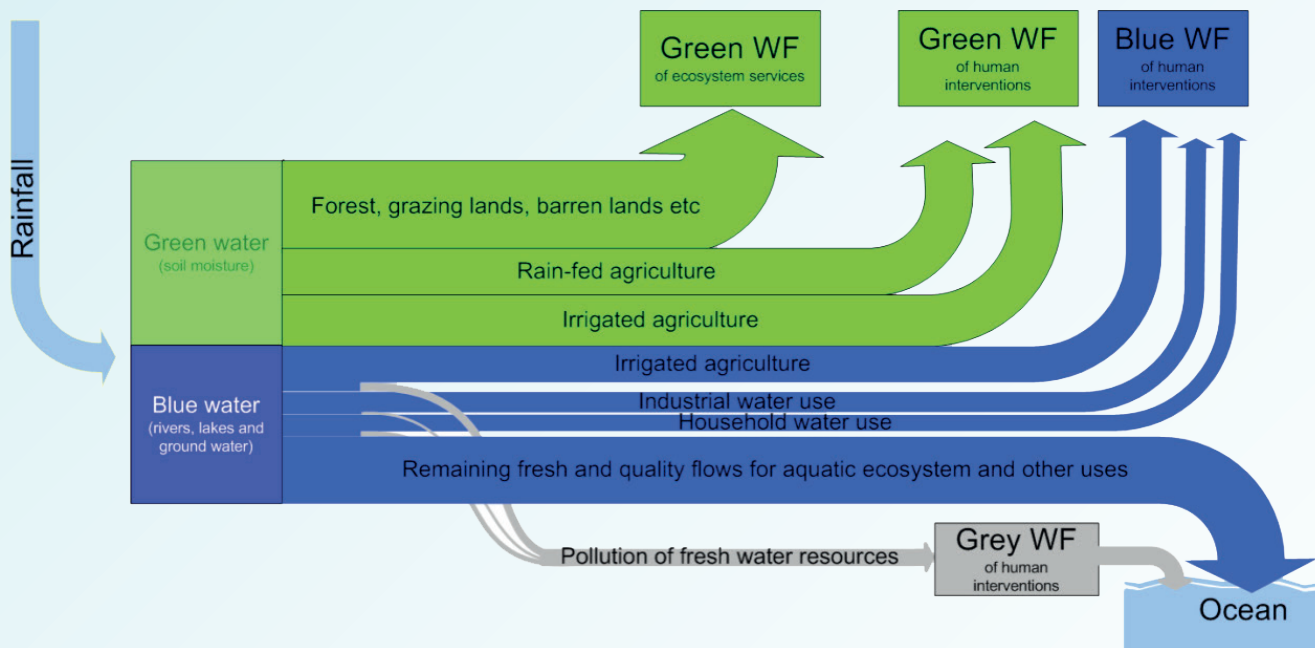 Rainfall
Green WF
of ecosystem services
Green WF
of human
interventions
Blue WF
of human
interventions
Green water
(soil moisture)
Forest, grazing lands, barren lands etc
Rain-fed agriculture
Irrigated agriculture
Blue water
(rivers, lakes and
ground water)
Irrigated agriculture
Industrial water use
Household water use
Remaining fresh and quality flows for aquatic ecosystem and other uses
Pollution of fresh water resources
Grey WF
of human
interventions
Ocean